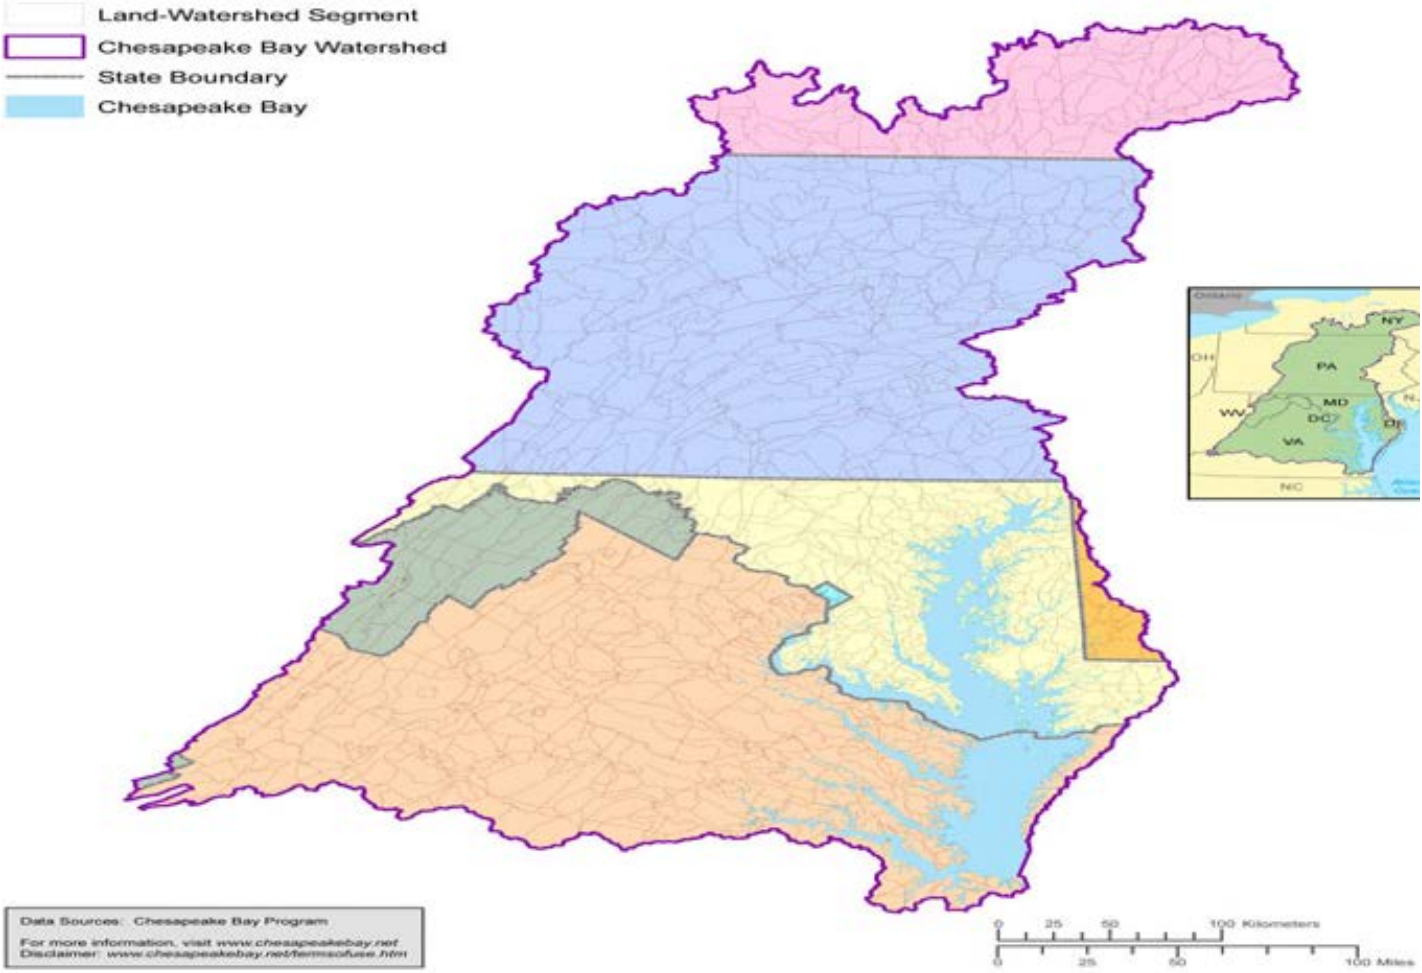 Land-Watershed Segment
Chesapeake Bay Watershed
State Boundary
Chesapeake Bay
Ontario
NY
OH
PA
N
MD
WV
DC
DE
VA
NC
Data Sources: Chesapeake Bay Program
For more information, visit www.chesapeakebay.net
Disclaimer: www.chesapeakebay.net/termsofuse.htm
0 25 50 100 Kilometers
0 25 50 100 Miles